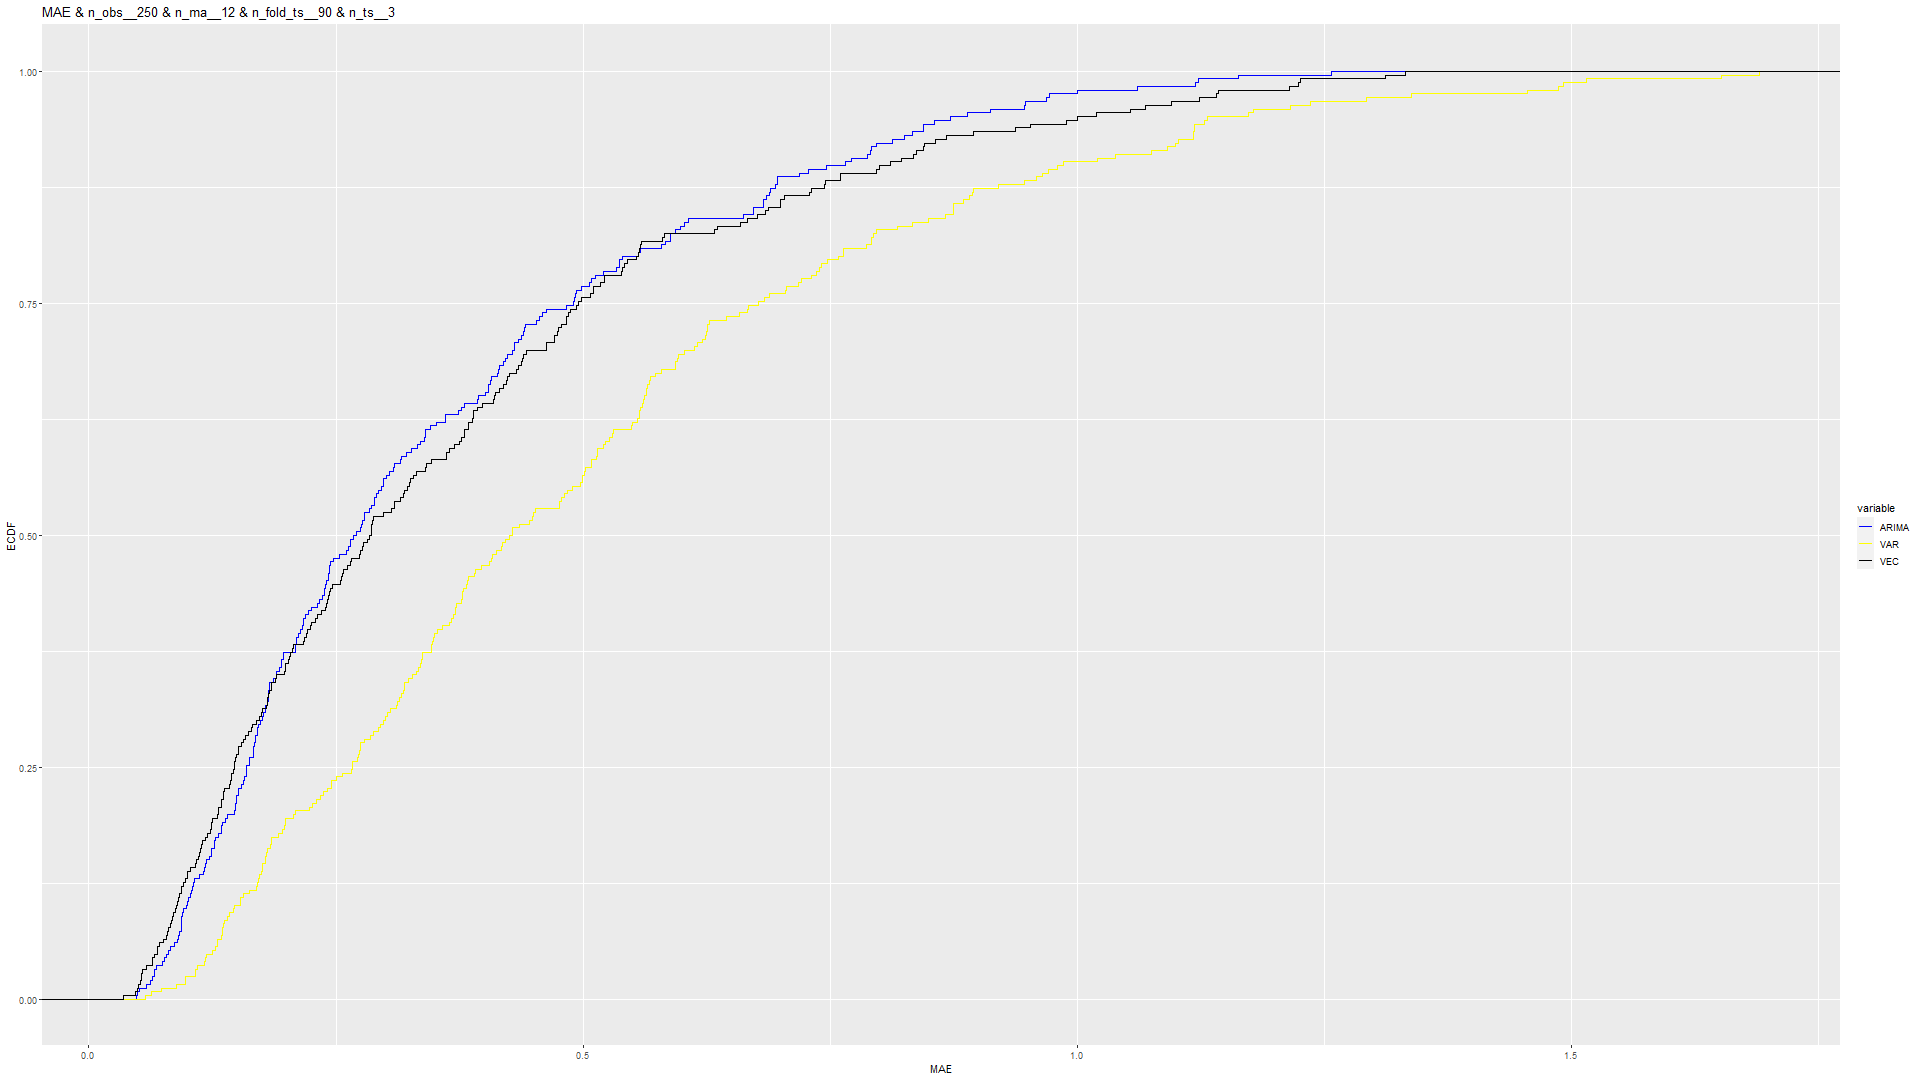 MAE & n_obs__250 & n_ma__12 & n_fold_ts__90 & n_ts__3
1.00
0.75
0.50
0.25
0.00
ECDF
0.0
0.5
1.0
1.5
MAE
variable
ARIMA
VAR
VEC